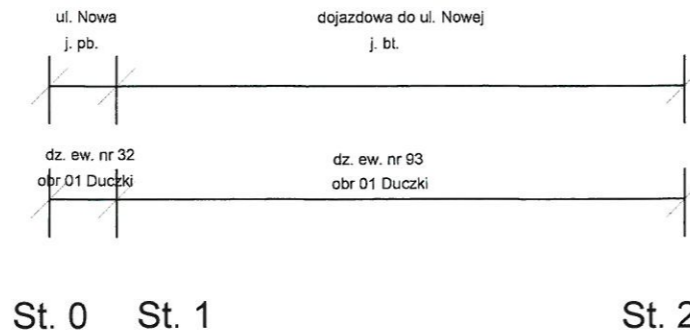 ul. Nowa
dojazdowa do ul. Nowej
j. pb.
j. bt.
dz. ew. nr 32
dz. ew. nr 93
obr 01 Duczki
obr 01 Duczki
St. 0
St. 1
St. 2